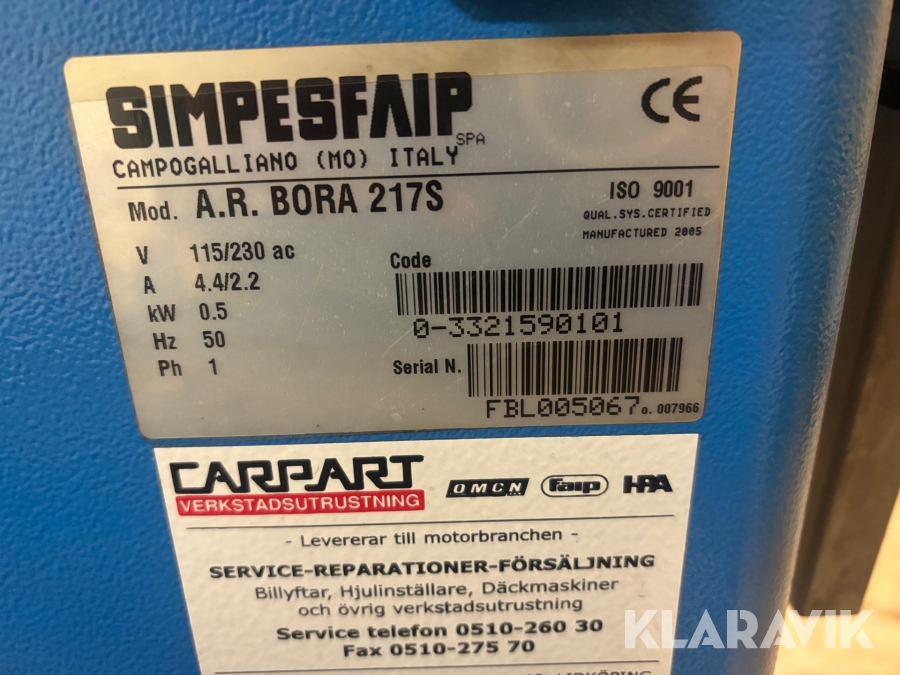 SIMPESFAIP SPA
CAMPOGALLIANO (MO) ITALY
CE
Mod. A.R. BORA 217S
ISO 9001
QUAL.SYS.CERTIFIED
MANUFACTURED 2005
V 115/230 ac
A 4.4/2.2
kW 0.5
Hz 50
Ph 1
Code
0-3321590101
Serial N.
FBL005067 o. 007966
CARPART
VERKSTADSUTRUSTNING
OMCN faip HPA
- Levererar till motorbranchen -
SERVICE-REPARATIONER-FÖRSÄLJNING
Billyftar, Hjulinställare, Däckmaskiner
och övrig verkstadsutrustning
Service telefon 0510-260 30
Fax 0510-275 70
KLARAVIK